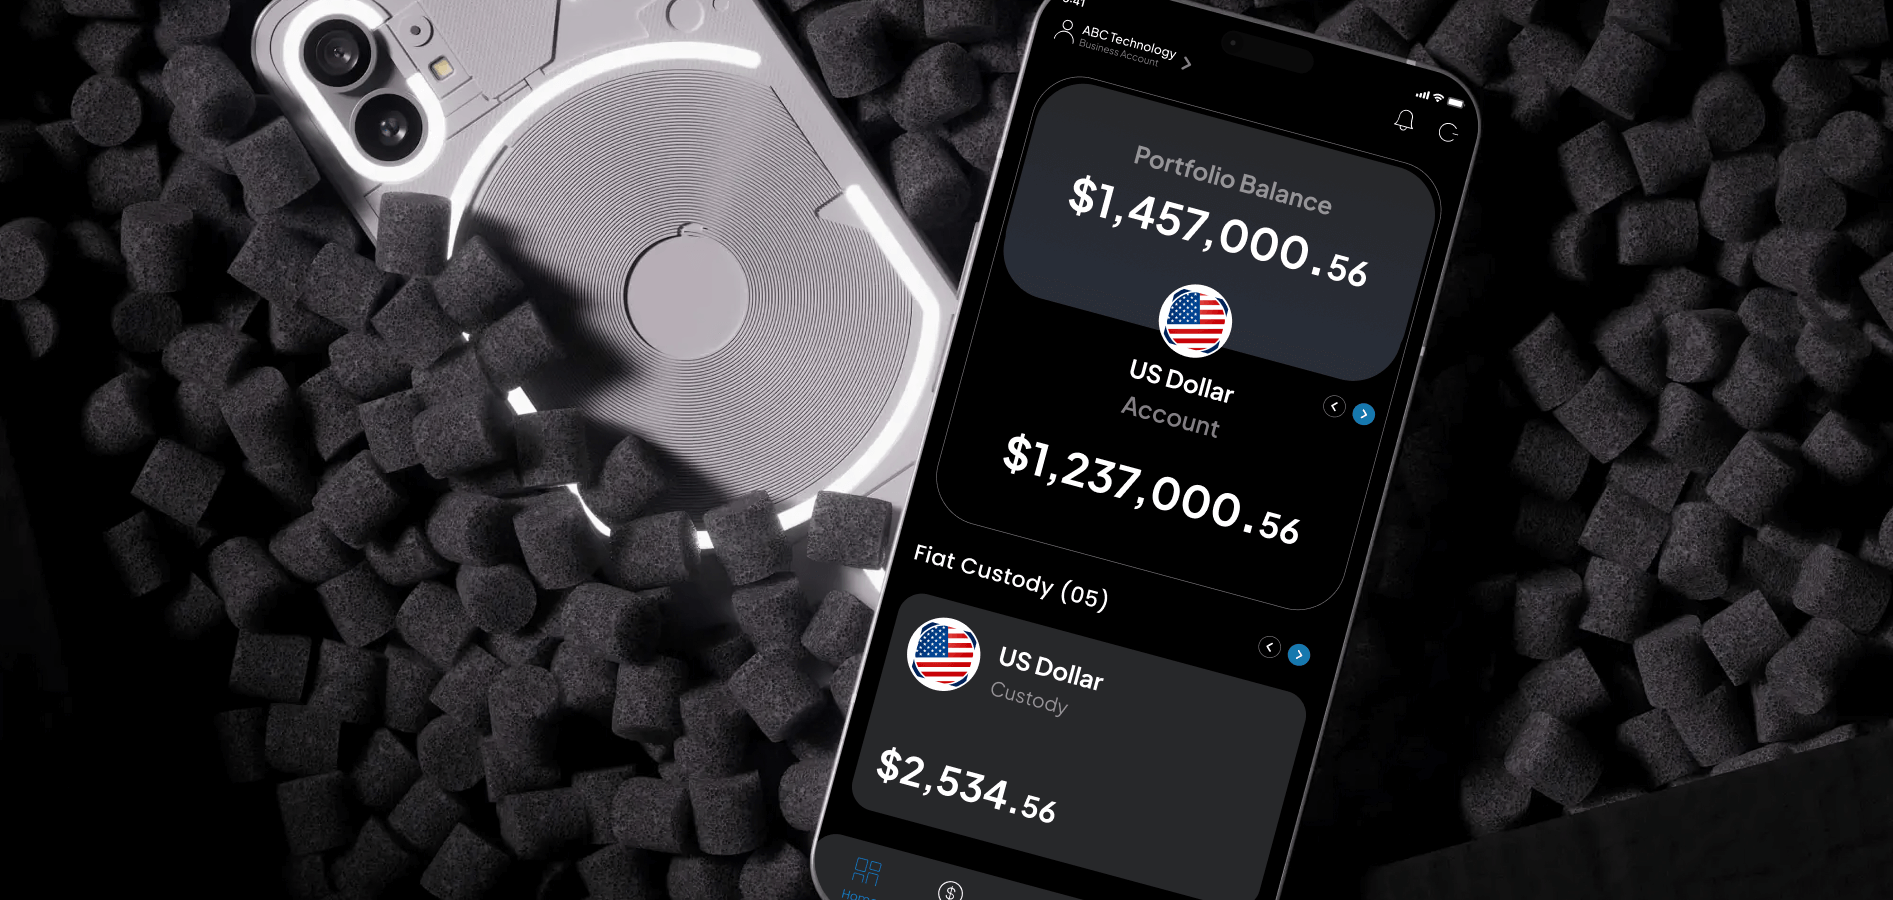 ABC Technology
Business Account
Portfolio Balance
$1,457,000.56
US Dollar
Account
$1,237,000.56
Fiat Custody (05)
US Dollar
Custody
$2,534.56